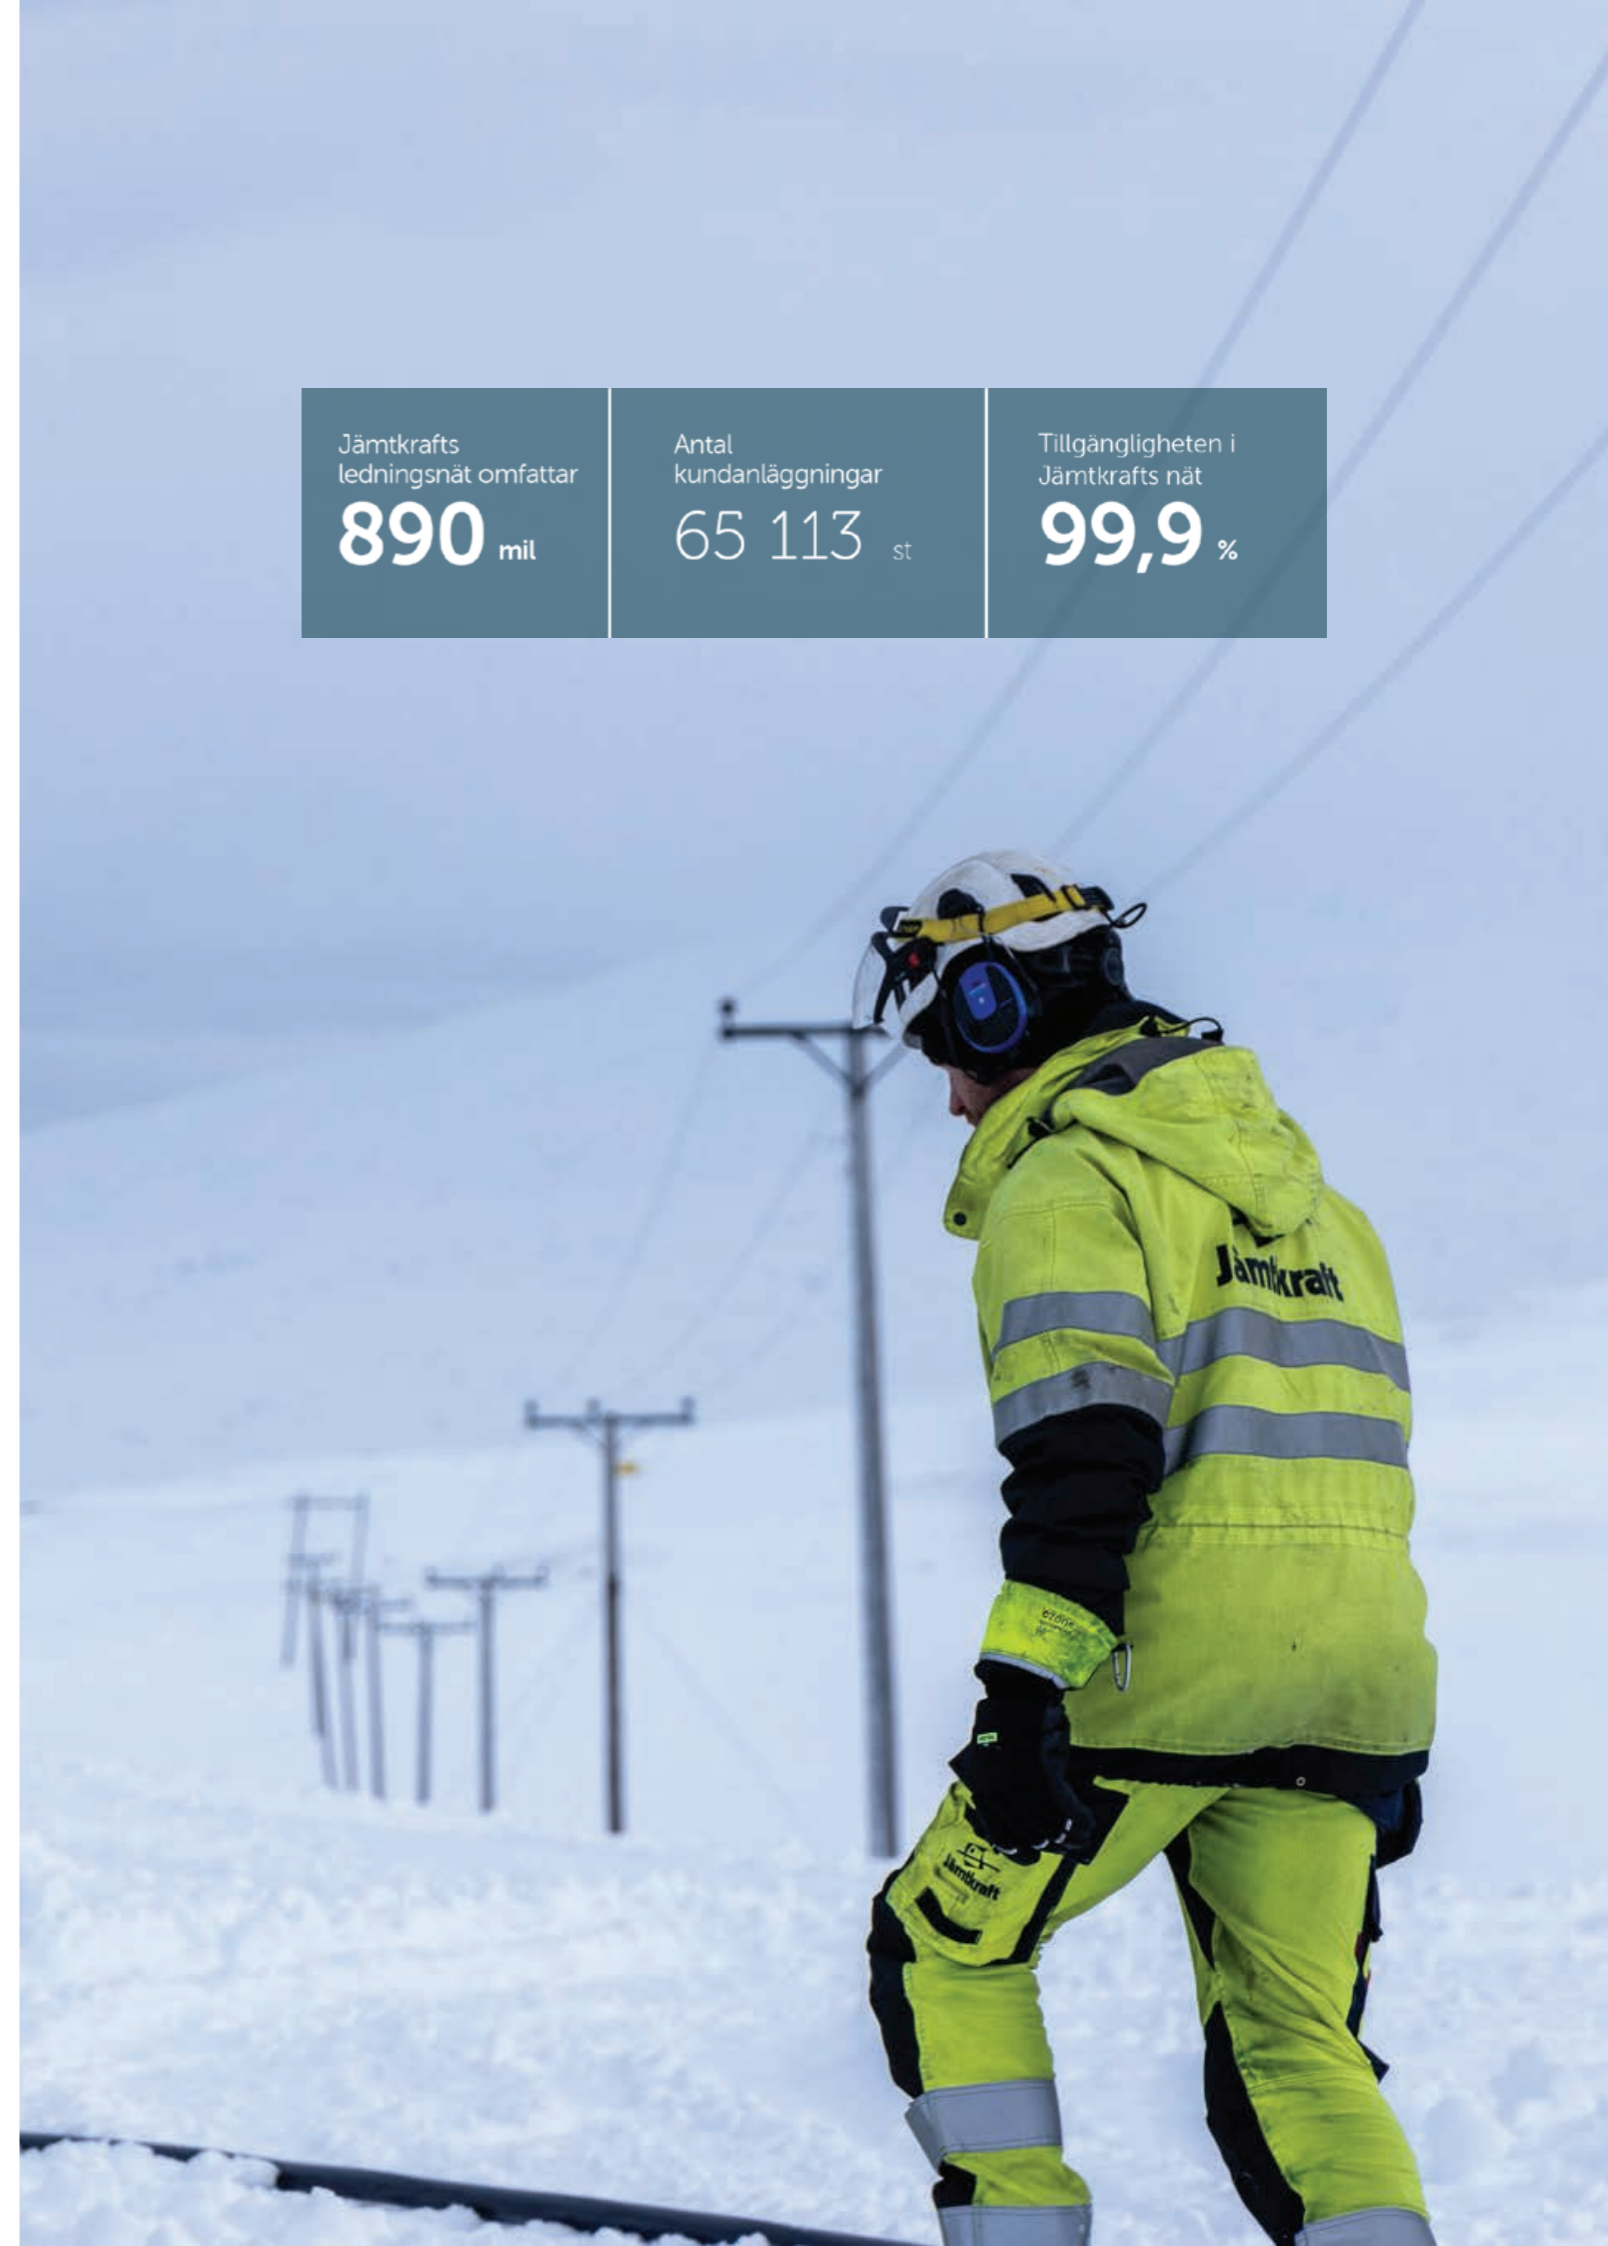 Jämtkrafts
ledningsnät omfattar
890 mil
Antal
kundanläggningar
65 113 st
Tillgängligheten i
Jämtkrafts nät
99,9 %
Jämtkraft
Jämtkraft